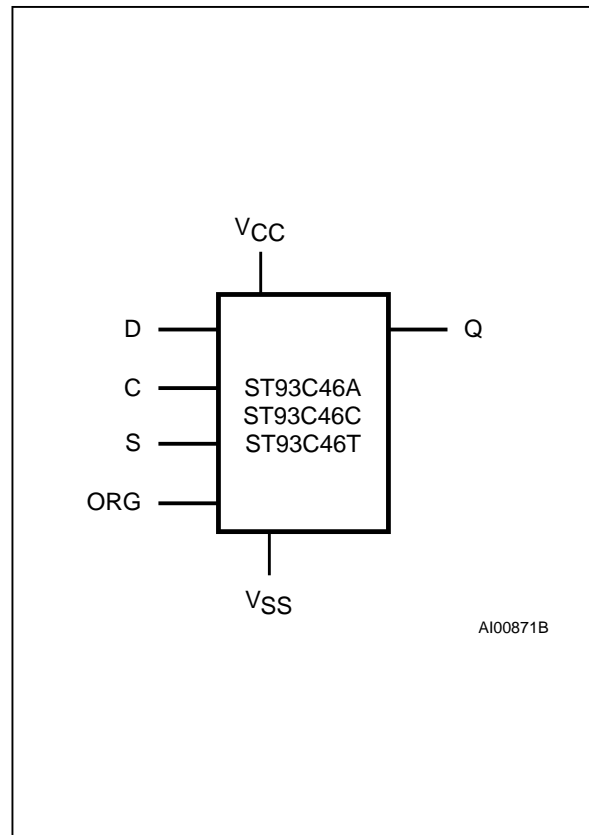 VCC
D
Q
C
ST93C46A
ST93C46C
S
ST93C46T
ORG
VSS
AI00871B